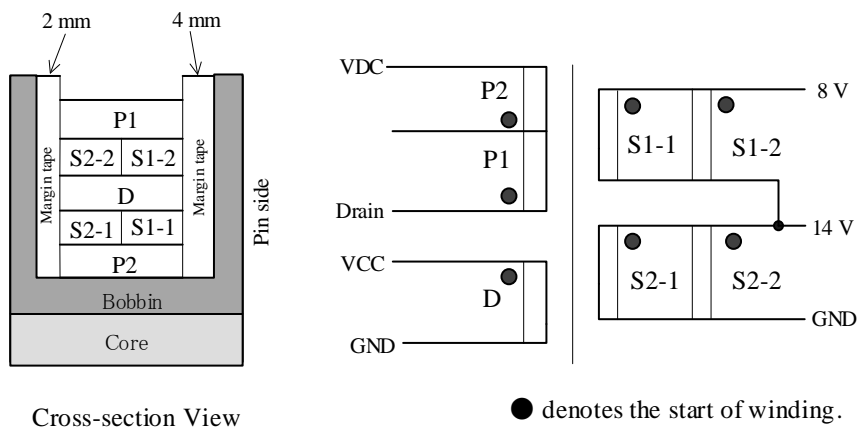 2 mm
4 mm
Margin tape
P1
S2-2
S1-2
D
S2-1
S1-1
P2
Margin tape
Pin side
Bobbin
Core
Cross-section View
VDC
P2
P1
Drain
VCC
D
GND
8 V
S1-1
S1-2
14 V
S2-1
S2-2
GND
denotes the start of winding.